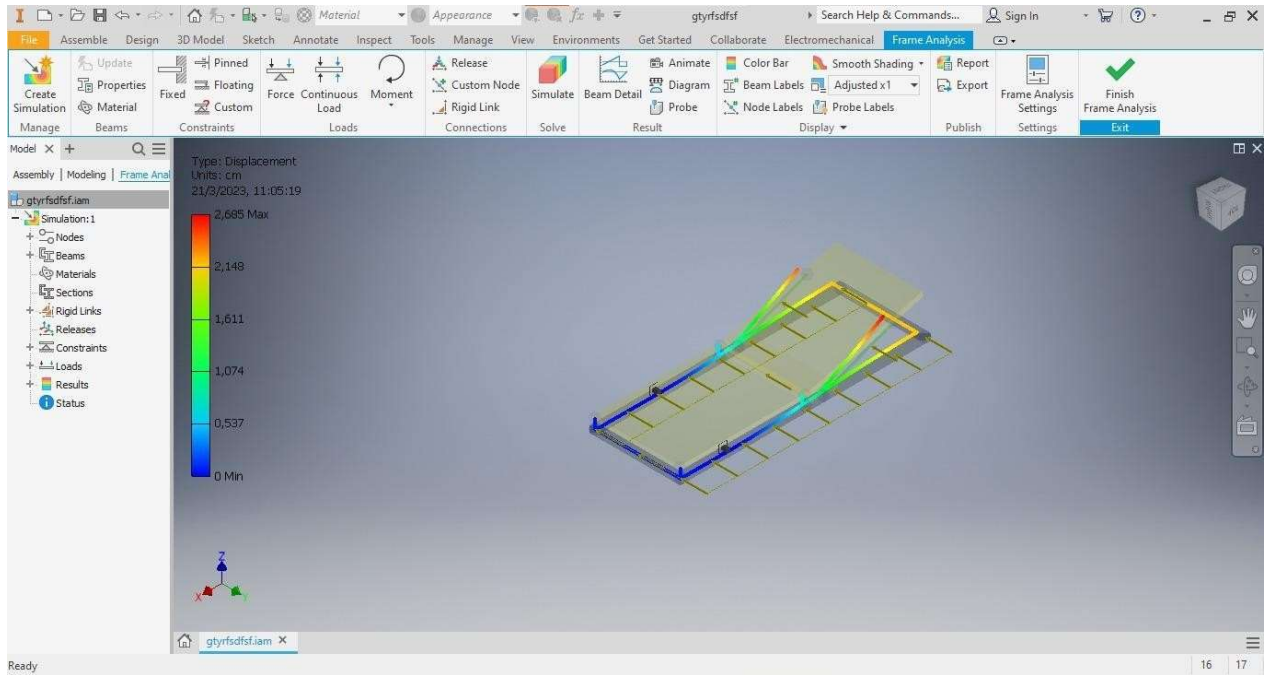 Material Appearance fx gtyrfsdfsf Search Help & Commands... Sign In
File Assemble Design 3D Model Sketch Annotate Inspect Tools Manage View Environments Get Started Collaborate Electromechanical Frame Analysis
Update Pinned Release Animate Color Bar Smooth Shading Report
Properties Floating Custom Node Diagram Beam Labels Adjusted x1 Export
Create Simulation Material Fixed Custom Force Continuous Load Moment Rigid Link Simulate Beam Detail Probe Node Labels Probe Labels Frame Analysis Settings Finish Frame Analysis
Manage Beams Constraints Loads Connections Solve Result Display Publish Settings Exit
Model
Assembly | Modeling | Frame Anal
gtyrfsdfsf.iam
Simulation:1
Nodes
Beams
Materials
Sections
Rigid Links
Releases
Constraints
Loads
Results
Status
Type: Displacement
Units: cm
21/3/2023, 11:05:19
2,685 Max
2,148
1,611
1,074
0,537
0 Min
Z
X
gtyrfsdfsf.iam
Ready 16 17